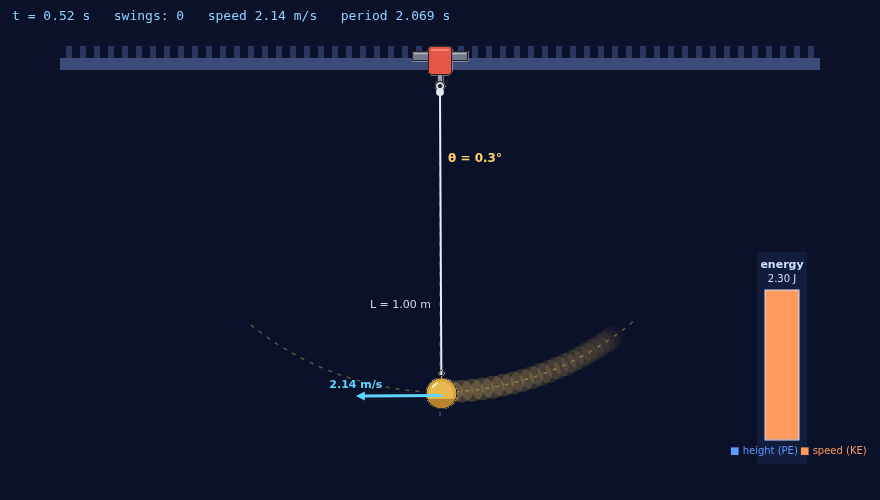 t = 0.52 s   swings: 0   speed 2.14 m/s   period 2.069 s
θ = 0.3°
energy
2.30 J
L = 1.00 m
2.14 m/s
height (PE)   speed (KE)